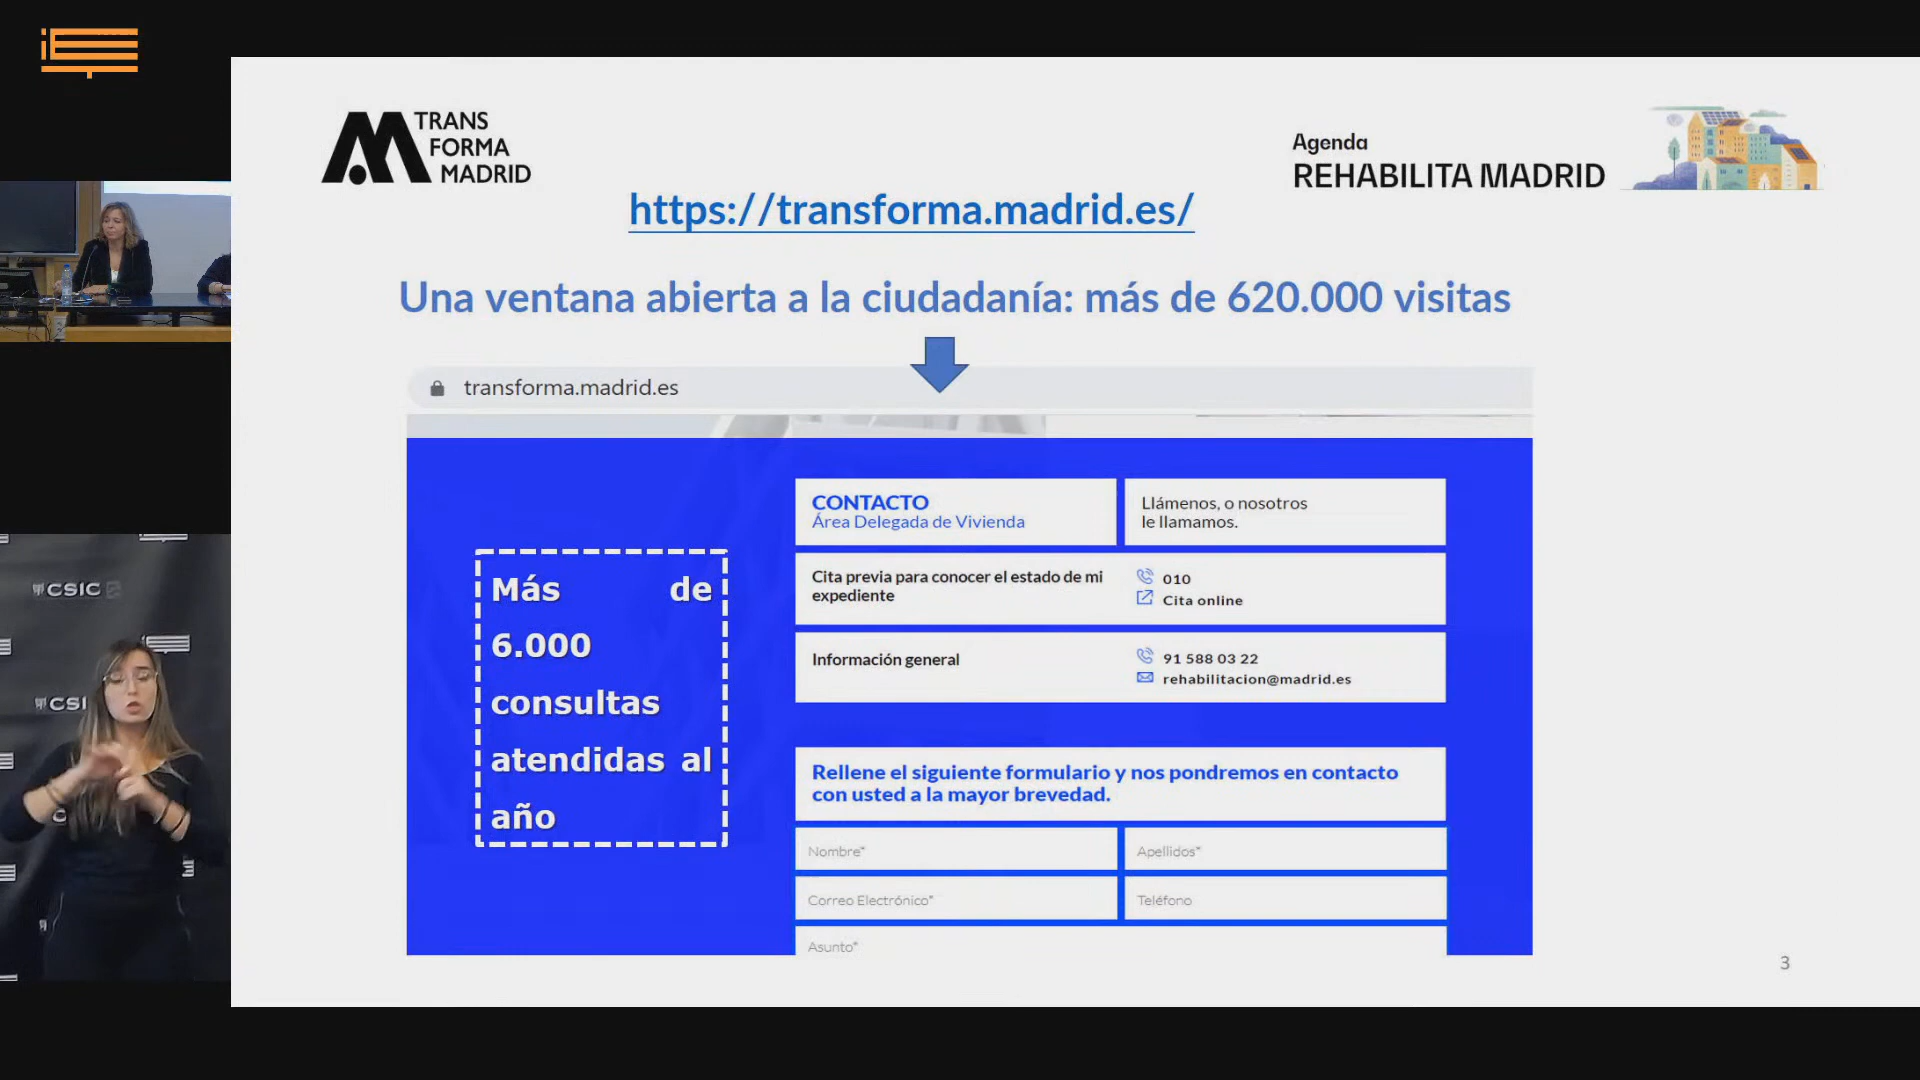 TRANS
FORMA
MADRID
Agenda
REHABILITA MADRID
https://transforma.madrid.es/
Una ventana abierta a la ciudadanía: más de 620.000 visitas
transforma.madrid.es
Más de
6.000
consultas
atendidas al
año
CONTACTO
Área Delegada de Vivienda
Llámenos, o nosotros
le llamamos.
Cita previa para conocer el estado de mi
expediente
010
Cita online
Información general
91 588 03 22
rehabilitacion@madrid.es
Rellene el siguiente formulario y nos pondremos en contacto
con usted a la mayor brevedad.
Nombre*
Apellidos*
Correo Electrónico*
Teléfono
Asunto*
3
CSIC
CSI